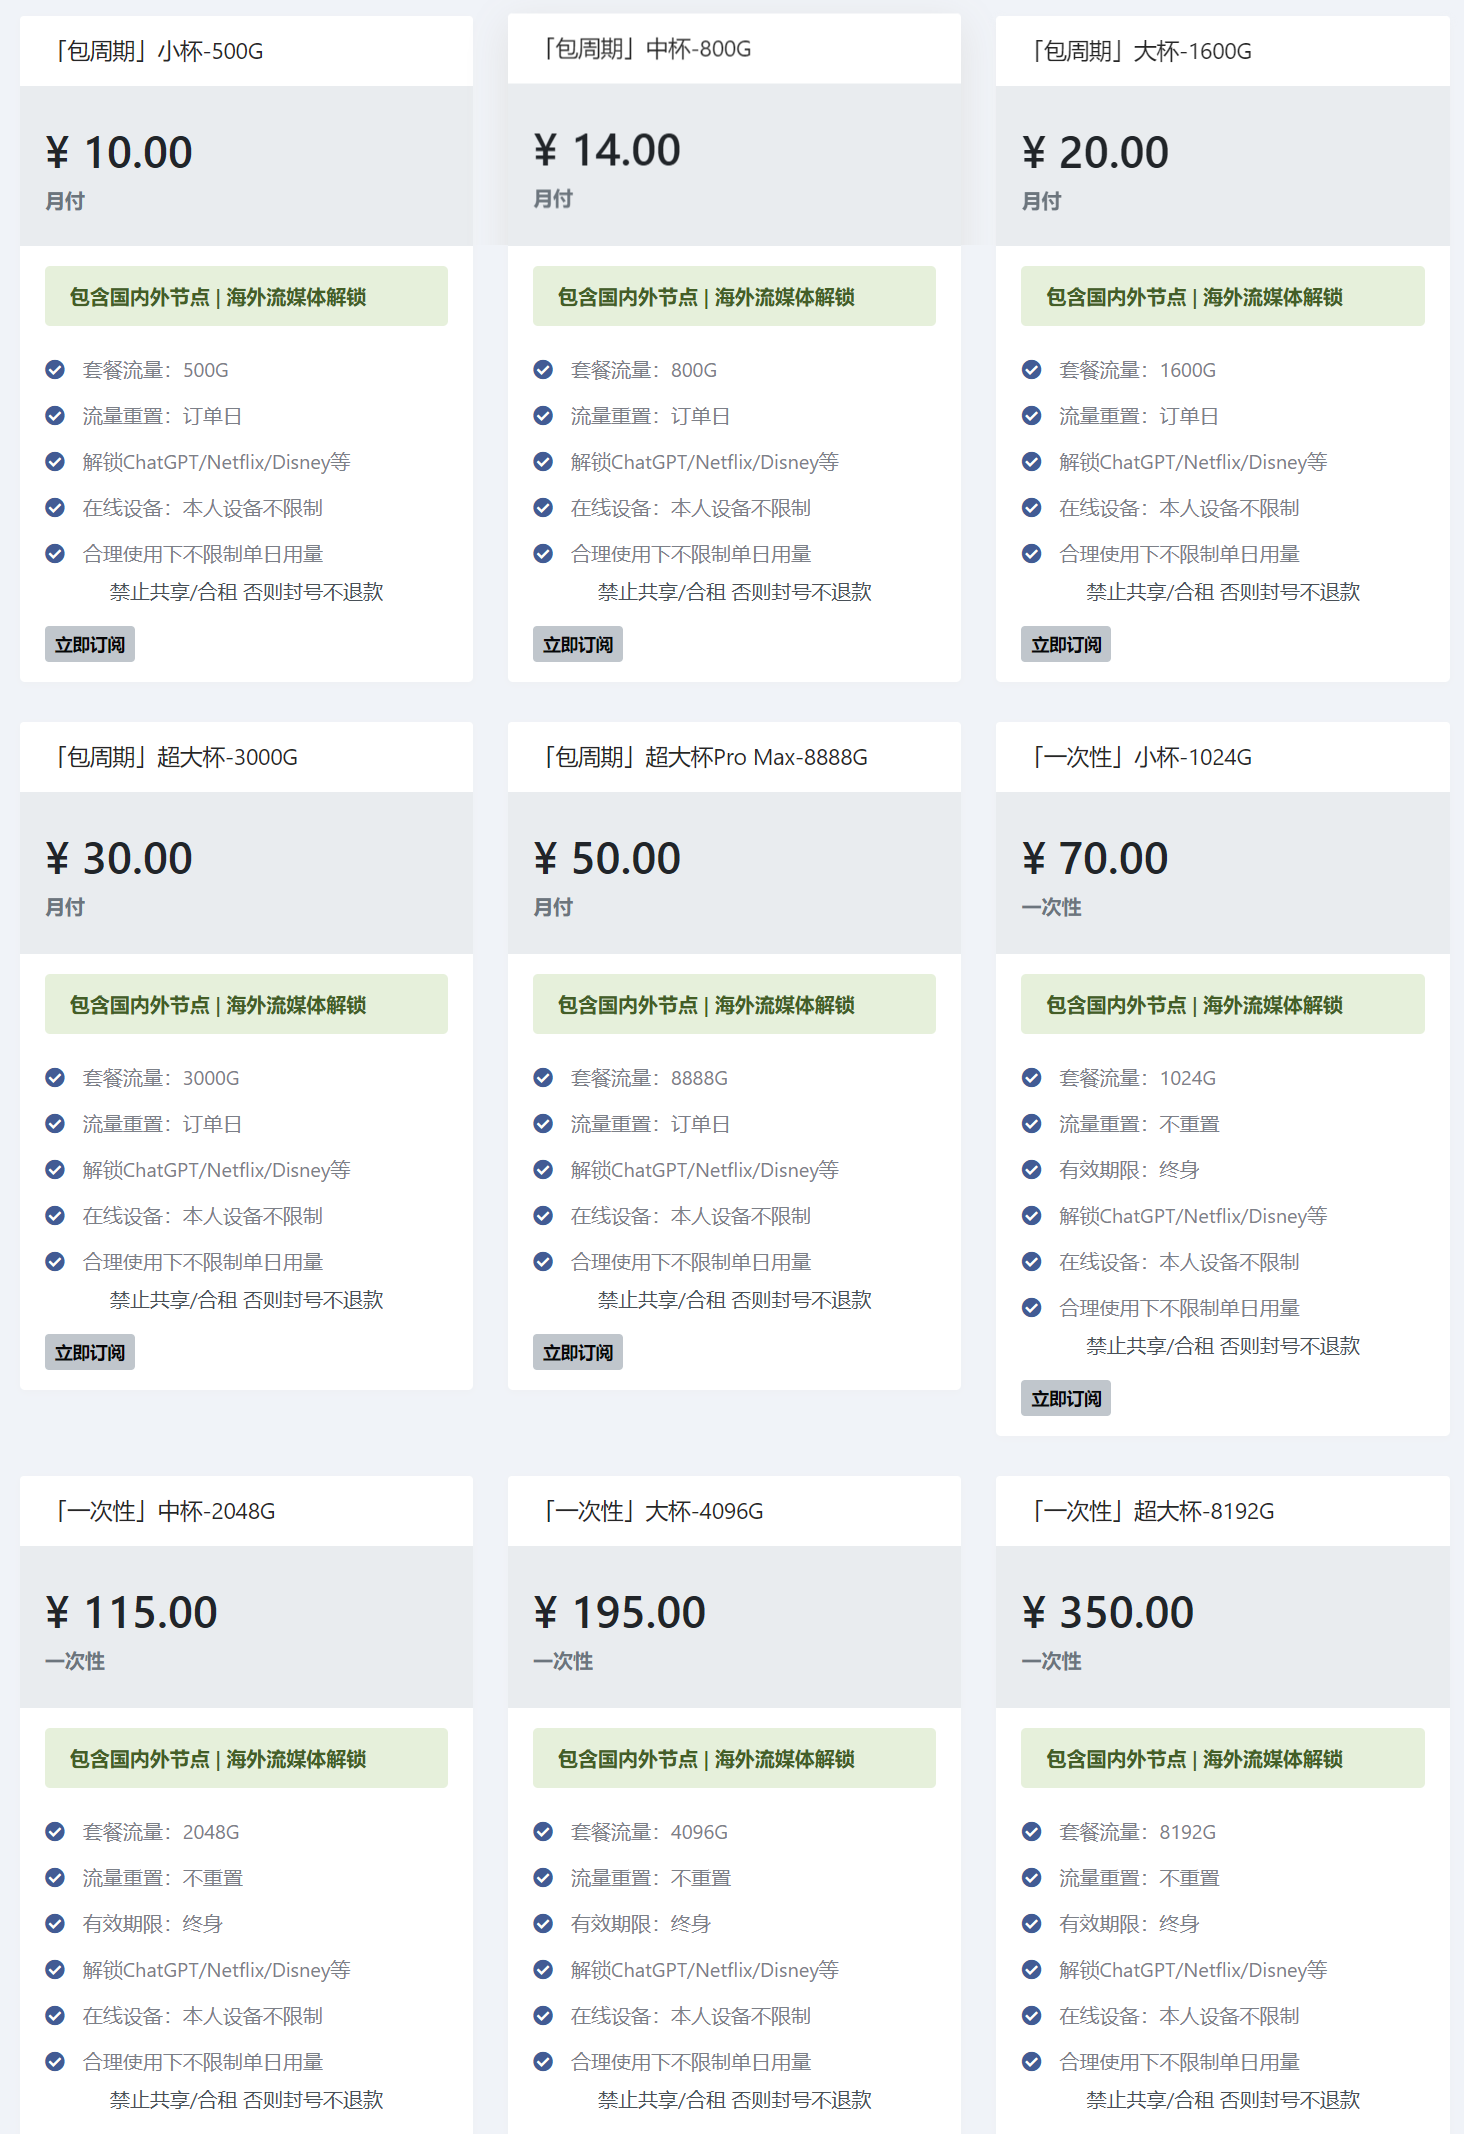 「包周期」小杯-500G
¥ 10.00
月付
包含国内外节点 | 海外流媒体解锁
套餐流量：500G
流量重置：订单日
解锁ChatGPT/Netflix/Disney等
在线设备：本人设备不限制
合理使用下不限制单日用量
禁止共享/合租 否则封号不退款
立即订阅
「包周期」中杯-800G
¥ 14.00
月付
包含国内外节点 | 海外流媒体解锁
套餐流量：800G
流量重置：订单日
解锁ChatGPT/Netflix/Disney等
在线设备：本人设备不限制
合理使用下不限制单日用量
禁止共享/合租 否则封号不退款
立即订阅
「包周期」大杯-1600G
¥ 20.00
月付
包含国内外节点 | 海外流媒体解锁
套餐流量：1600G
流量重置：订单日
解锁ChatGPT/Netflix/Disney等
在线设备：本人设备不限制
合理使用下不限制单日用量
禁止共享/合租 否则封号不退款
立即订阅
「包周期」超大杯-3000G
¥ 30.00
月付
包含国内外节点 | 海外流媒体解锁
套餐流量：3000G
流量重置：订单日
解锁ChatGPT/Netflix/Disney等
在线设备：本人设备不限制
合理使用下不限制单日用量
禁止共享/合租 否则封号不退款
立即订阅
「包周期」超大杯Pro Max-8888G
¥ 50.00
月付
包含国内外节点 | 海外流媒体解锁
套餐流量：8888G
流量重置：订单日
解锁ChatGPT/Netflix/Disney等
在线设备：本人设备不限制
合理使用下不限制单日用量
禁止共享/合租 否则封号不退款
立即订阅
「一次性」小杯-1024G
¥ 70.00
一次性
包含国内外节点 | 海外流媒体解锁
套餐流量：1024G
流量重置：不重置
有效期限：终身
解锁ChatGPT/Netflix/Disney等
在线设备：本人设备不限制
合理使用下不限制单日用量
禁止共享/合租 否则封号不退款
立即订阅
「一次性」中杯-2048G
¥ 115.00
一次性
包含国内外节点 | 海外流媒体解锁
套餐流量：2048G
流量重置：不重置
有效期限：终身
解锁ChatGPT/Netflix/Disney等
在线设备：本人设备不限制
合理使用下不限制单日用量
禁止共享/合租 否则封号不退款
「一次性」大杯-4096G
¥ 195.00
一次性
包含国内外节点 | 海外流媒体解锁
套餐流量：4096G
流量重置：不重置
有效期限：终身
解锁ChatGPT/Netflix/Disney等
在线设备：本人设备不限制
合理使用下不限制单日用量
禁止共享/合租 否则封号不退款
「一次性」超大杯-8192G
¥ 350.00
一次性
包含国内外节点 | 海外流媒体解锁
套餐流量：8192G
流量重置：不重置
有效期限：终身
解锁ChatGPT/Netflix/Disney等
在线设备：本人设备不限制
合理使用下不限制单日用量
禁止共享/合租 否则封号不退款